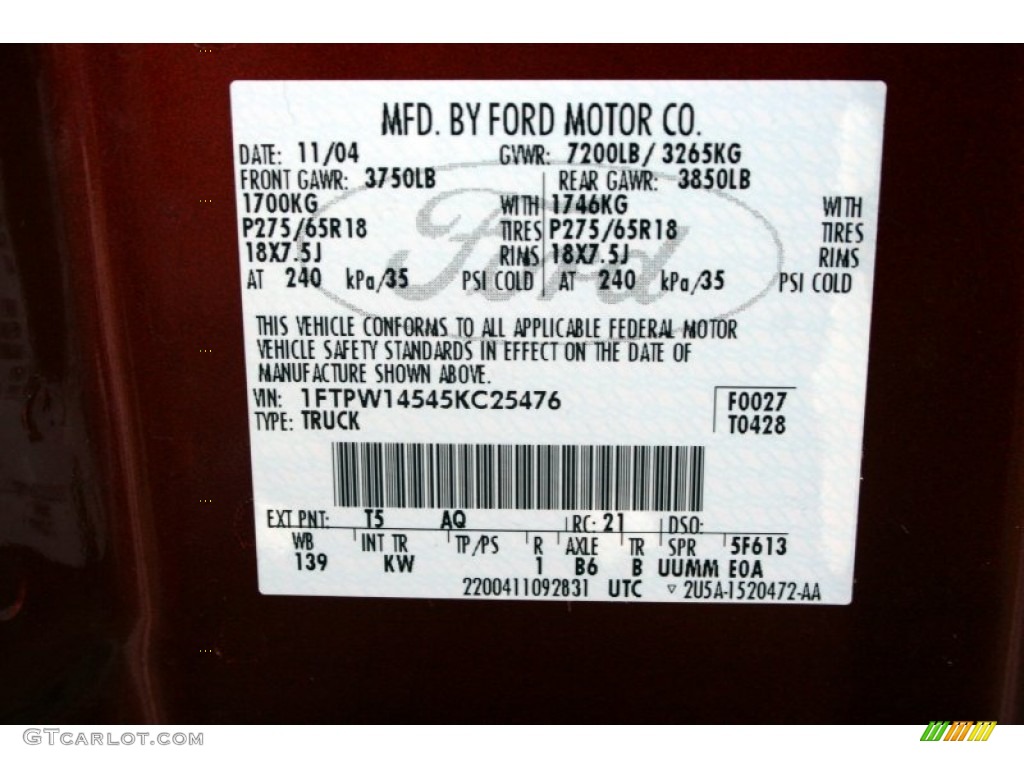 MFD. BY FORD MOTOR CO.
DATE: 11/04 GVWR: 7200LB/ 3265KG
FRONT GAWR: 3750LB REAR GAWR: 3850LB
1700KG WITH 1746KG WITH
P275/65R18 TIRES P275/65R18 TIRES
18X7.5J RIMS 18X7.5J RIMS
AT 240 kPa/35 PSI COLD AT 240 kPa/35 PSI COLD
Ford
THIS VEHICLE CONFORMS TO ALL APPLICABLE FEDERAL MOTOR
VEHICLE SAFETY STANDARDS IN EFFECT ON THE DATE OF
MANUFACTURE SHOWN ABOVE.
VIN: 1FTPW14545KC25476 F0027
TYPE: TRUCK T0428
EXT PNT: T5 AQ RC: 21 DSO:
WB INT TR TP/PS R AXLE TR SPR 5F613
139 KW 1 B6 B UUMM E0A
2200411092831 UTC ▿ 2U5A-1520472-AA
GTCARLOT.COM